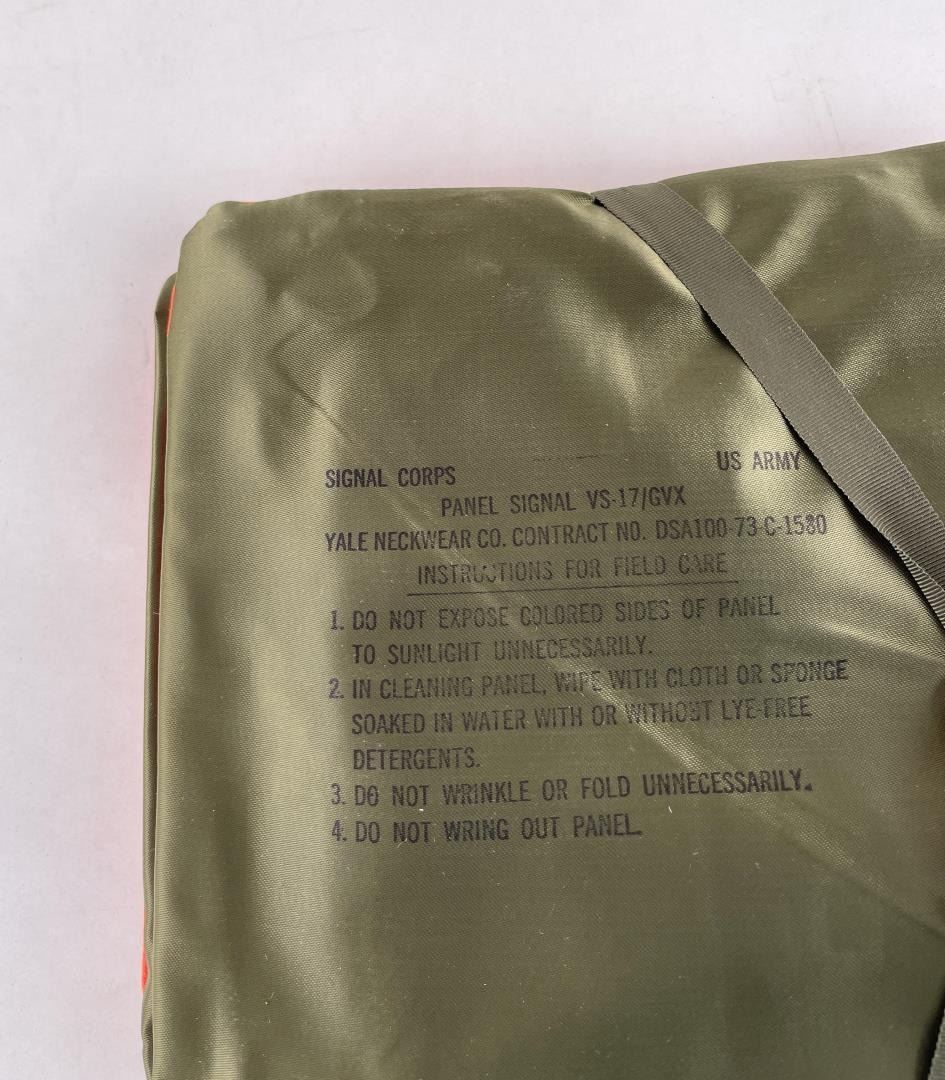 SIGNAL CORPS US ARMY
PANEL SIGNAL VS-17/GVX
YALE NECKWEAR CO. CONTRACT NO. DSA100-73-C-1580
INSTRUCTIONS FOR FIELD CARE
1. DO NOT EXPOSE COLORED SIDES OF PANEL
TO SUNLIGHT UNNECESSARILY.
2. IN CLEANING PANEL, WIPE WITH CLOTH OR SPONGE
SOAKED IN WATER WITH OR WITHOUT LYE-FREE
DETERGENTS.
3. DO NOT WRINKLE OR FOLD UNNECESSARILY.
4. DO NOT WRING OUT PANEL.